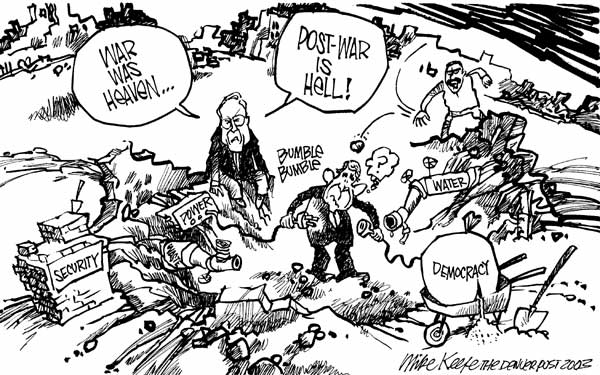 WAR
WAS
HEAVEN...
POST-WAR
IS
HELL!
BUMBLE
BUMBLE
POWER
WATER
SECURITY
DEMOCRACY
Mike Keefe THE DENVER POST 2003